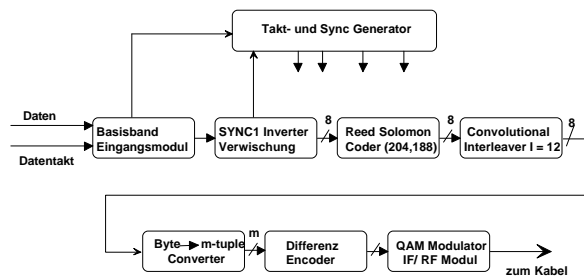 Takt- und Sync Generator
Daten
Datentakt
Basisband
Eingangsmodul
SYNC1 Inverter
Verwischung
8
Reed Solomon
Coder (204,188)
8
Convolutional
Interleaver I = 12
8
Byte m-tuple
Converter
m
Differenz
Encoder
QAM Modulator
IF/ RF Modul
zum Kabel